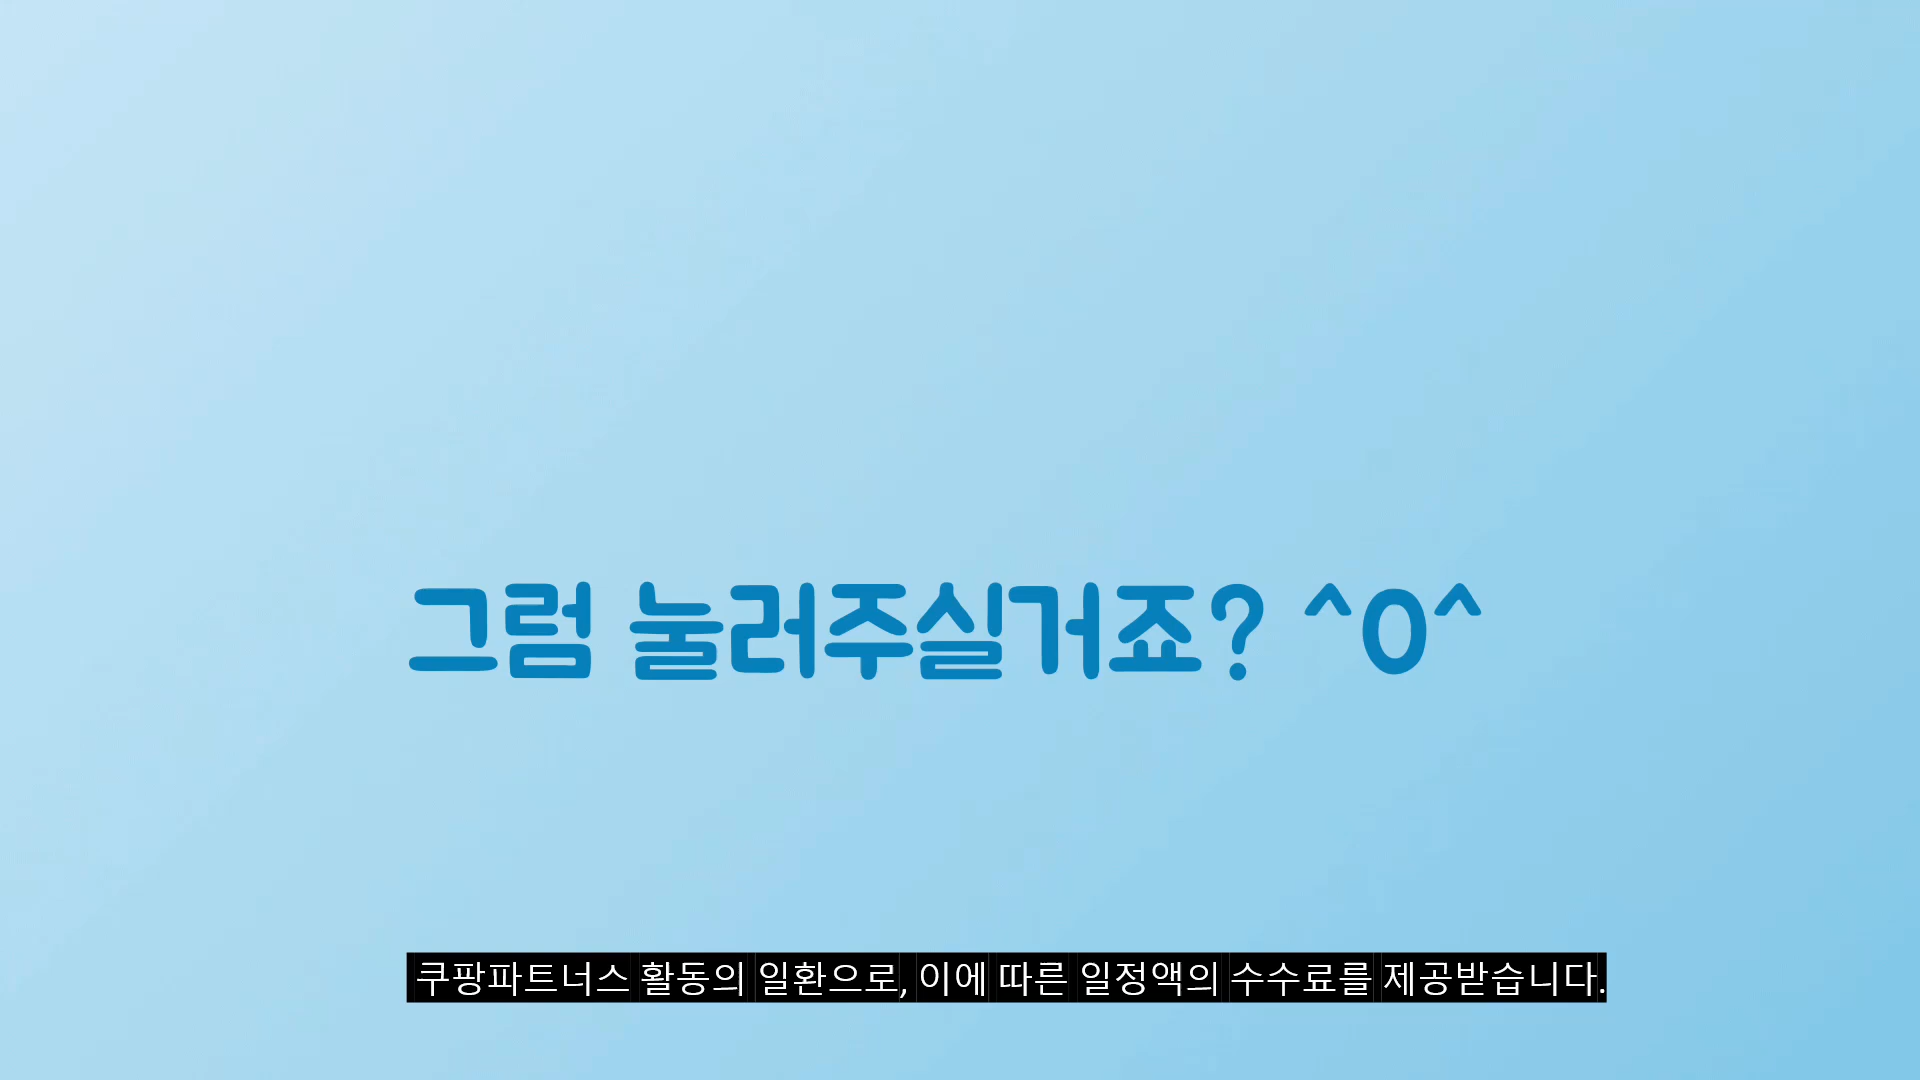 그럼 눌러주실거죠? ^0^
쿠팡파트너스 활동의 일환으로, 이에 따른 일정액의 수수료를 제공받습니다.